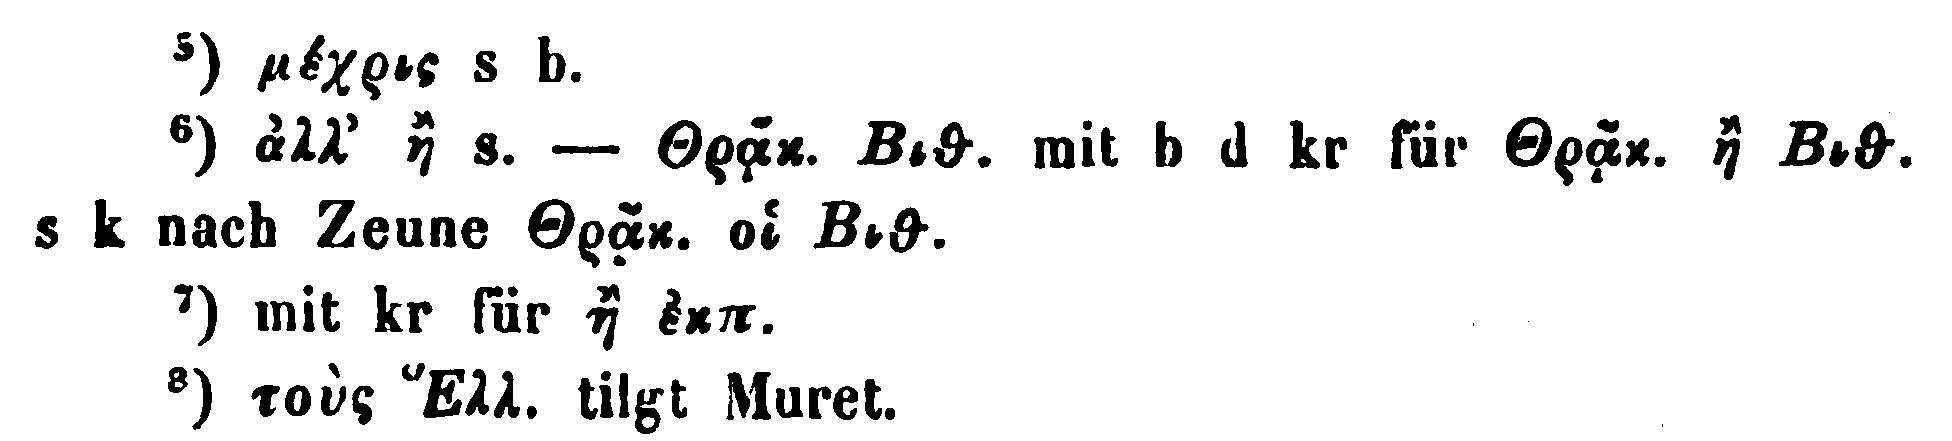 ⁵) μέχρις s b.
⁶) ἀλλ’ ἢ s. — Θρᾷκ. Βιθ. mit b d kr für Θρᾷκ. ἢ Βιθ.
s k nach Zeune Θρᾷκ. οἱ Βιθ.
⁷) mit kr für ἢ ἐκπ.
⁸) τοὺς Ἕλλ. tilgt Muret.